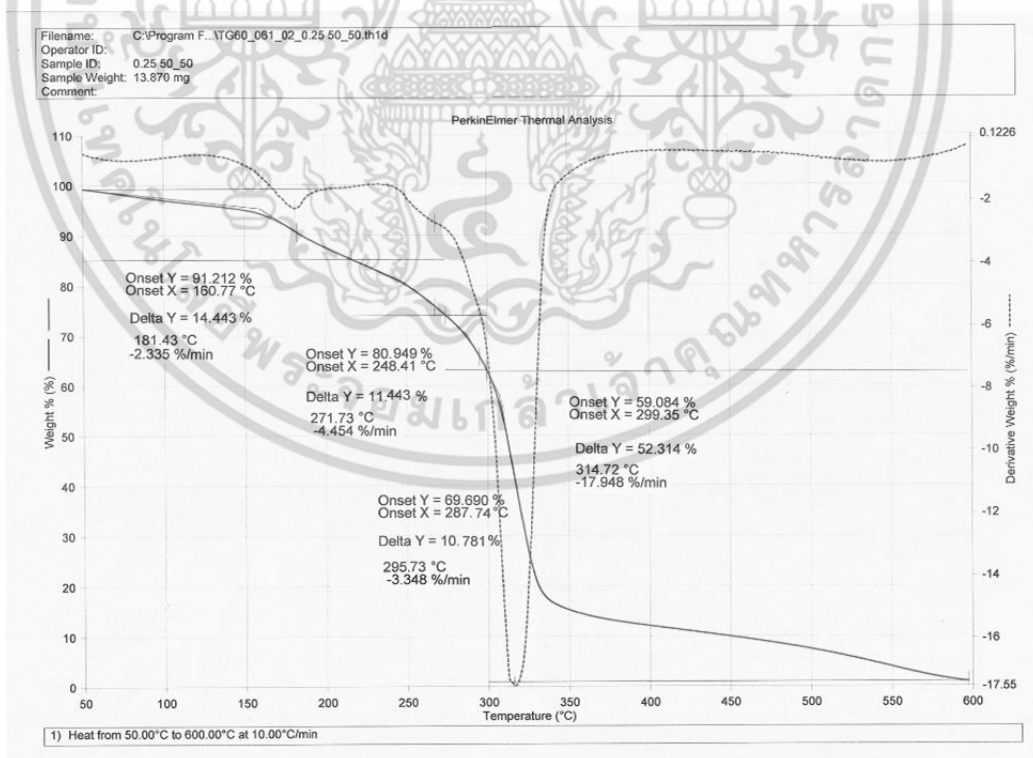 Filename: C:\Program F...\TG60_061_02_0.25 50_50.th1d
Operator ID:
Sample ID: 0.25 50_50
Sample Weight: 13.870 mg
Comment:
PerkinElmer Thermal Analysis
110
100
90
80
70
60
50
40
30
20
10
0
Weight % (%)
0.1226
-2
-4
-6
-8
-10
-12
-14
-16
-17.55
Derivative Weight % (%/min)
Onset Y = 91.212 %
Onset X = 160.77 °C
Delta Y = 14.443 %
181.43 °C
-2.335 %/min
Onset Y = 80.949 %
Onset X = 248.41 °C
Delta Y = 11.443 %
271.73 °C
-4.454 %/min
Onset Y = 59.084 %
Onset X = 299.35 °C
Delta Y = 52.314 %
314.72 °C
-17.948 %/min
Onset Y = 69.690 %
Onset X = 287.74 °C
Delta Y = 10.781 %
295.73 °C
-3.348 %/min
50 100 150 200 250 300 350 400 450 500 550 600
Temperature (°C)
1) Heat from 50.00°C to 600.00°C at 10.00°C/min